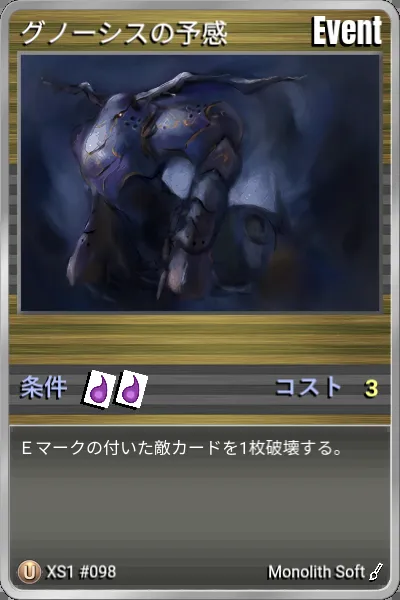 グノーシスの予感 Event
条件 コスト 3
Eマークの付いた敵カードを1枚破壊する。
U XS1 #098 Monolith Soft